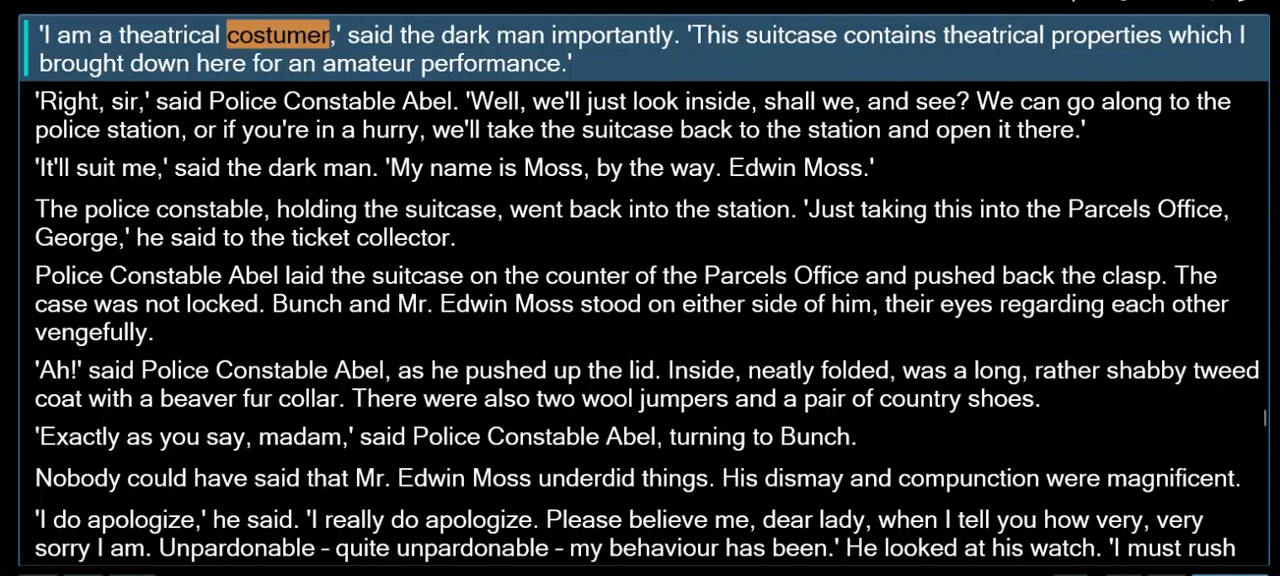 'I am a theatrical costumer,' said the dark man importantly. 'This suitcase contains theatrical properties which I
brought down here for an amateur performance.'
'Right, sir,' said Police Constable Abel. 'Well, we'll just look inside, shall we, and see? We can go along to the
police station, or if you're in a hurry, we'll take the suitcase back to the station and open it there.'
'It'll suit me,' said the dark man. 'My name is Moss, by the way. Edwin Moss.'
The police constable, holding the suitcase, went back into the station. 'Just taking this into the Parcels Office,
George,' he said to the ticket collector.
Police Constable Abel laid the suitcase on the counter of the Parcels Office and pushed back the clasp. The
case was not locked. Bunch and Mr. Edwin Moss stood on either side of him, their eyes regarding each other
vengefully.
'Ah!' said Police Constable Abel, as he pushed up the lid. Inside, neatly folded, was a long, rather shabby tweed
coat with a beaver fur collar. There were also two wool jumpers and a pair of country shoes.
'Exactly as you say, madam,' said Police Constable Abel, turning to Bunch.
Nobody could have said that Mr. Edwin Moss underdid things. His dismay and compunction were magnificent.
'I do apologize,' he said. 'I really do apologize. Please believe me, dear lady, when I tell you how very, very
sorry I am. Unpardonable - quite unpardonable - my behaviour has been.' He looked at his watch. 'I must rush